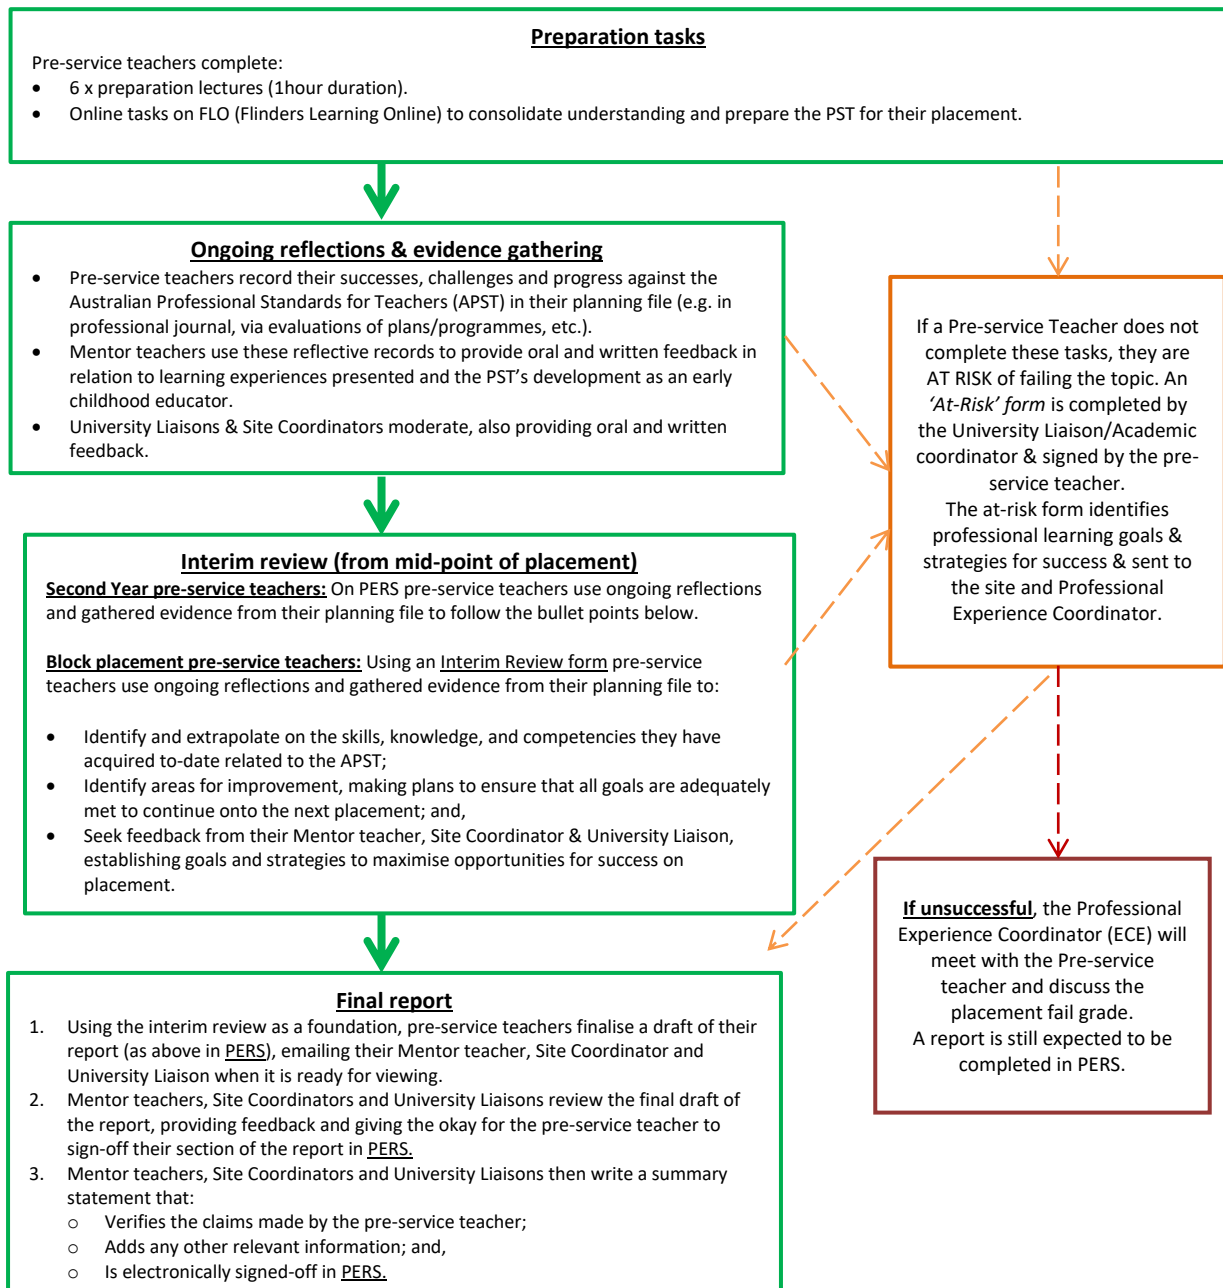 Preparation tasks
Pre-service teachers complete:
• 6 x preparation lectures (1hour duration).
• Online tasks on FLO (Flinders Learning Online) to consolidate understanding and prepare the PST for their placement.
Ongoing reflections & evidence gathering
• Pre-service teachers record their successes, challenges and progress against the
Australian Professional Standards for Teachers (APST) in their planning file (e.g. in
professional journal, via evaluations of plans/programmes, etc.).
• Mentor teachers use these reflective records to provide oral and written feedback in
relation to learning experiences presented and the PST's development as an early
childhood educator.
• University Liaisons & Site Coordinators moderate, also providing oral and written
feedback.
If a Pre-service Teacher does not
complete these tasks, they are
AT RISK of failing the topic. An
'At-Risk' form is completed by
the University Liaison/Academic
coordinator & signed by the pre-
service teacher.
The at-risk form identifies
professional learning goals &
strategies for success & sent to
the site and Professional
Experience Coordinator.
Interim review (from mid-point of placement)
Second Year pre-service teachers: On PERS pre-service teachers use ongoing reflections
and gathered evidence from their planning file to follow the bullet points below.
Block placement pre-service teachers: Using an Interim Review form pre-service
teachers use ongoing reflections and gathered evidence from their planning file to:
• Identify and extrapolate on the skills, knowledge, and competencies they have
acquired to-date related to the APST;
• Identify areas for improvement, making plans to ensure that all goals are adequately
met to continue onto the next placement; and,
• Seek feedback from their Mentor teacher, Site Coordinator & University Liaison,
establishing goals and strategies to maximise opportunities for success on
placement.
If unsuccessful, the Professional
Experience Coordinator (ECE) will
meet with the Pre-service
teacher and discuss the
placement fail grade.
A report is still expected to be
completed in PERS.
Final report
1. Using the interim review as a foundation, pre-service teachers finalise a draft of their
report (as above in PERS), emailing their Mentor teacher, Site Coordinator and
University Liaison when it is ready for viewing.
2. Mentor teachers, Site Coordinators and University Liaisons review the final draft of
the report, providing feedback and giving the okay for the pre-service teacher to
sign-off their section of the report in PERS.
3. Mentor teachers, Site Coordinators and University Liaisons then write a summary
statement that:
o Verifies the claims made by the pre-service teacher;
o Adds any other relevant information; and,
o Is electronically signed-off in PERS.